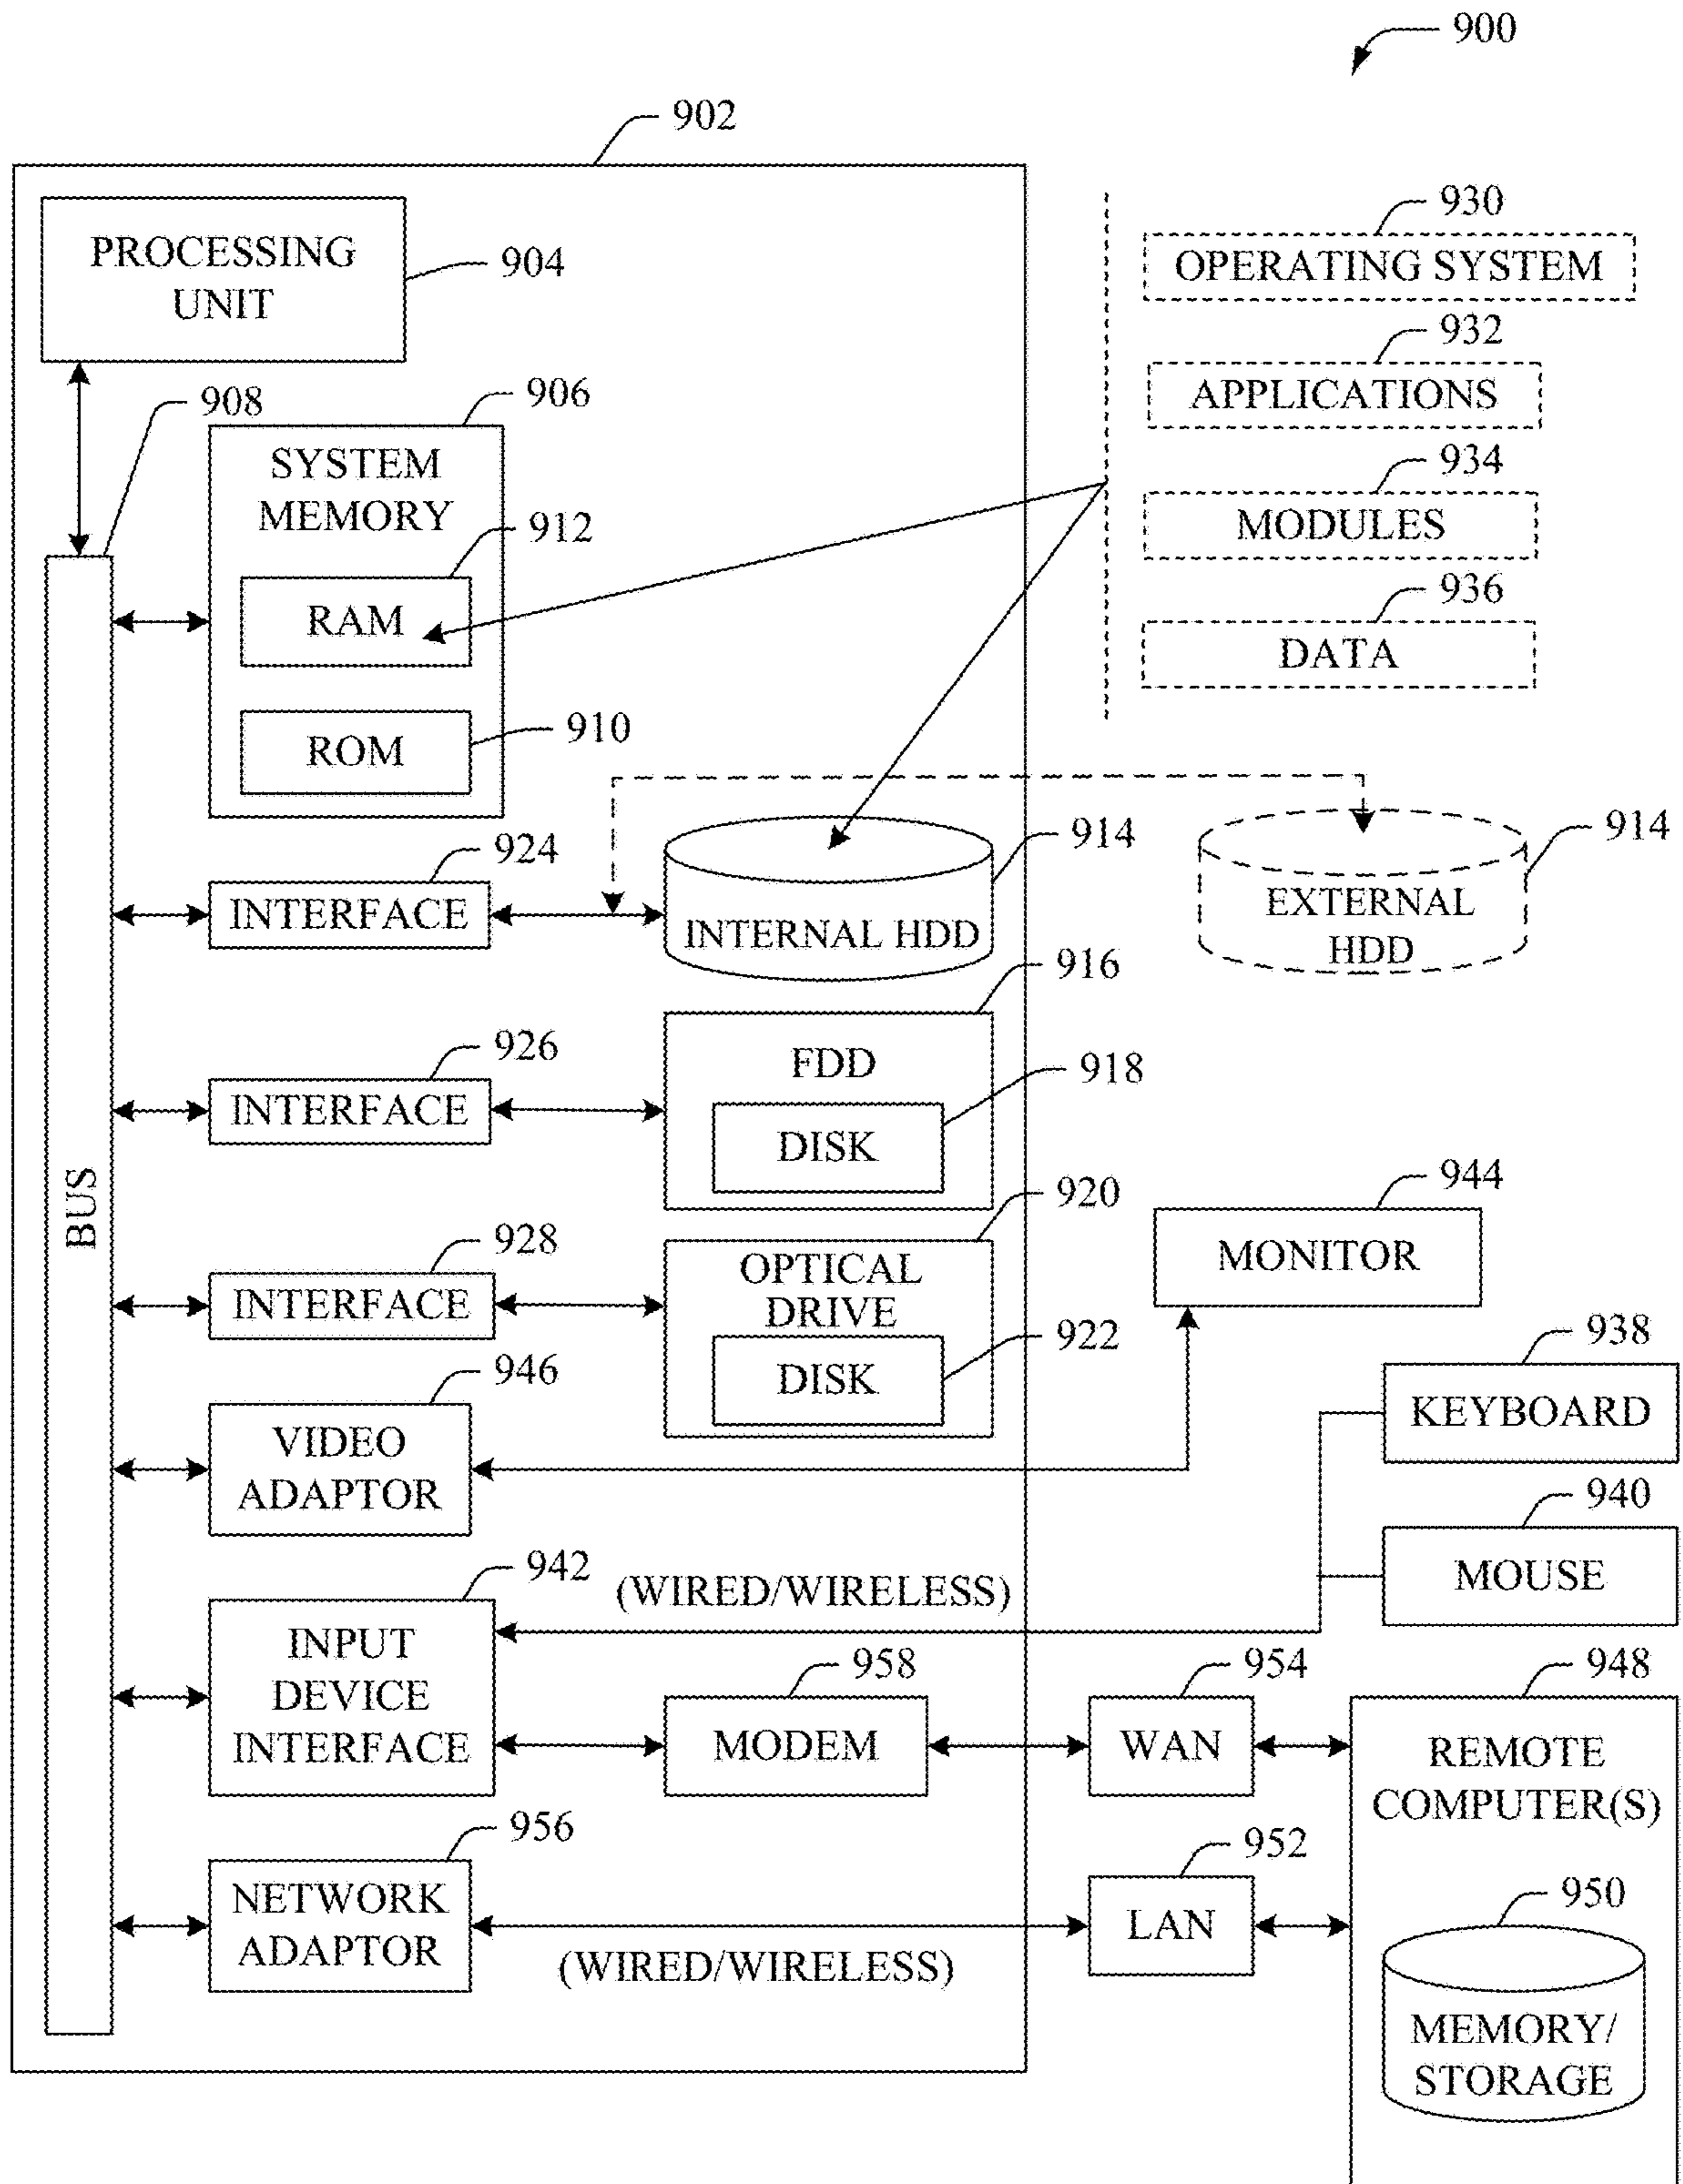 900
902
PROCESSING
UNIT
904
930
OPERATING SYSTEM
932
APPLICATIONS
934
MODULES
936
DATA
908
906
SYSTEM
MEMORY
912
RAM
910
ROM
924
INTERFACE
914
INTERNAL HDD
914
EXTERNAL
HDD
926
INTERFACE
916
FDD
918
DISK
BUS
928
INTERFACE
920
OPTICAL
DRIVE
922
DISK
944
MONITOR
946
VIDEO
ADAPTOR
938
KEYBOARD
940
MOUSE
942
INPUT
DEVICE
INTERFACE
(WIRED/WIRELESS)
958
MODEM
954
WAN
948
REMOTE
COMPUTER(S)
956
NETWORK
ADAPTOR
(WIRED/WIRELESS)
952
LAN
950
MEMORY/
STORAGE